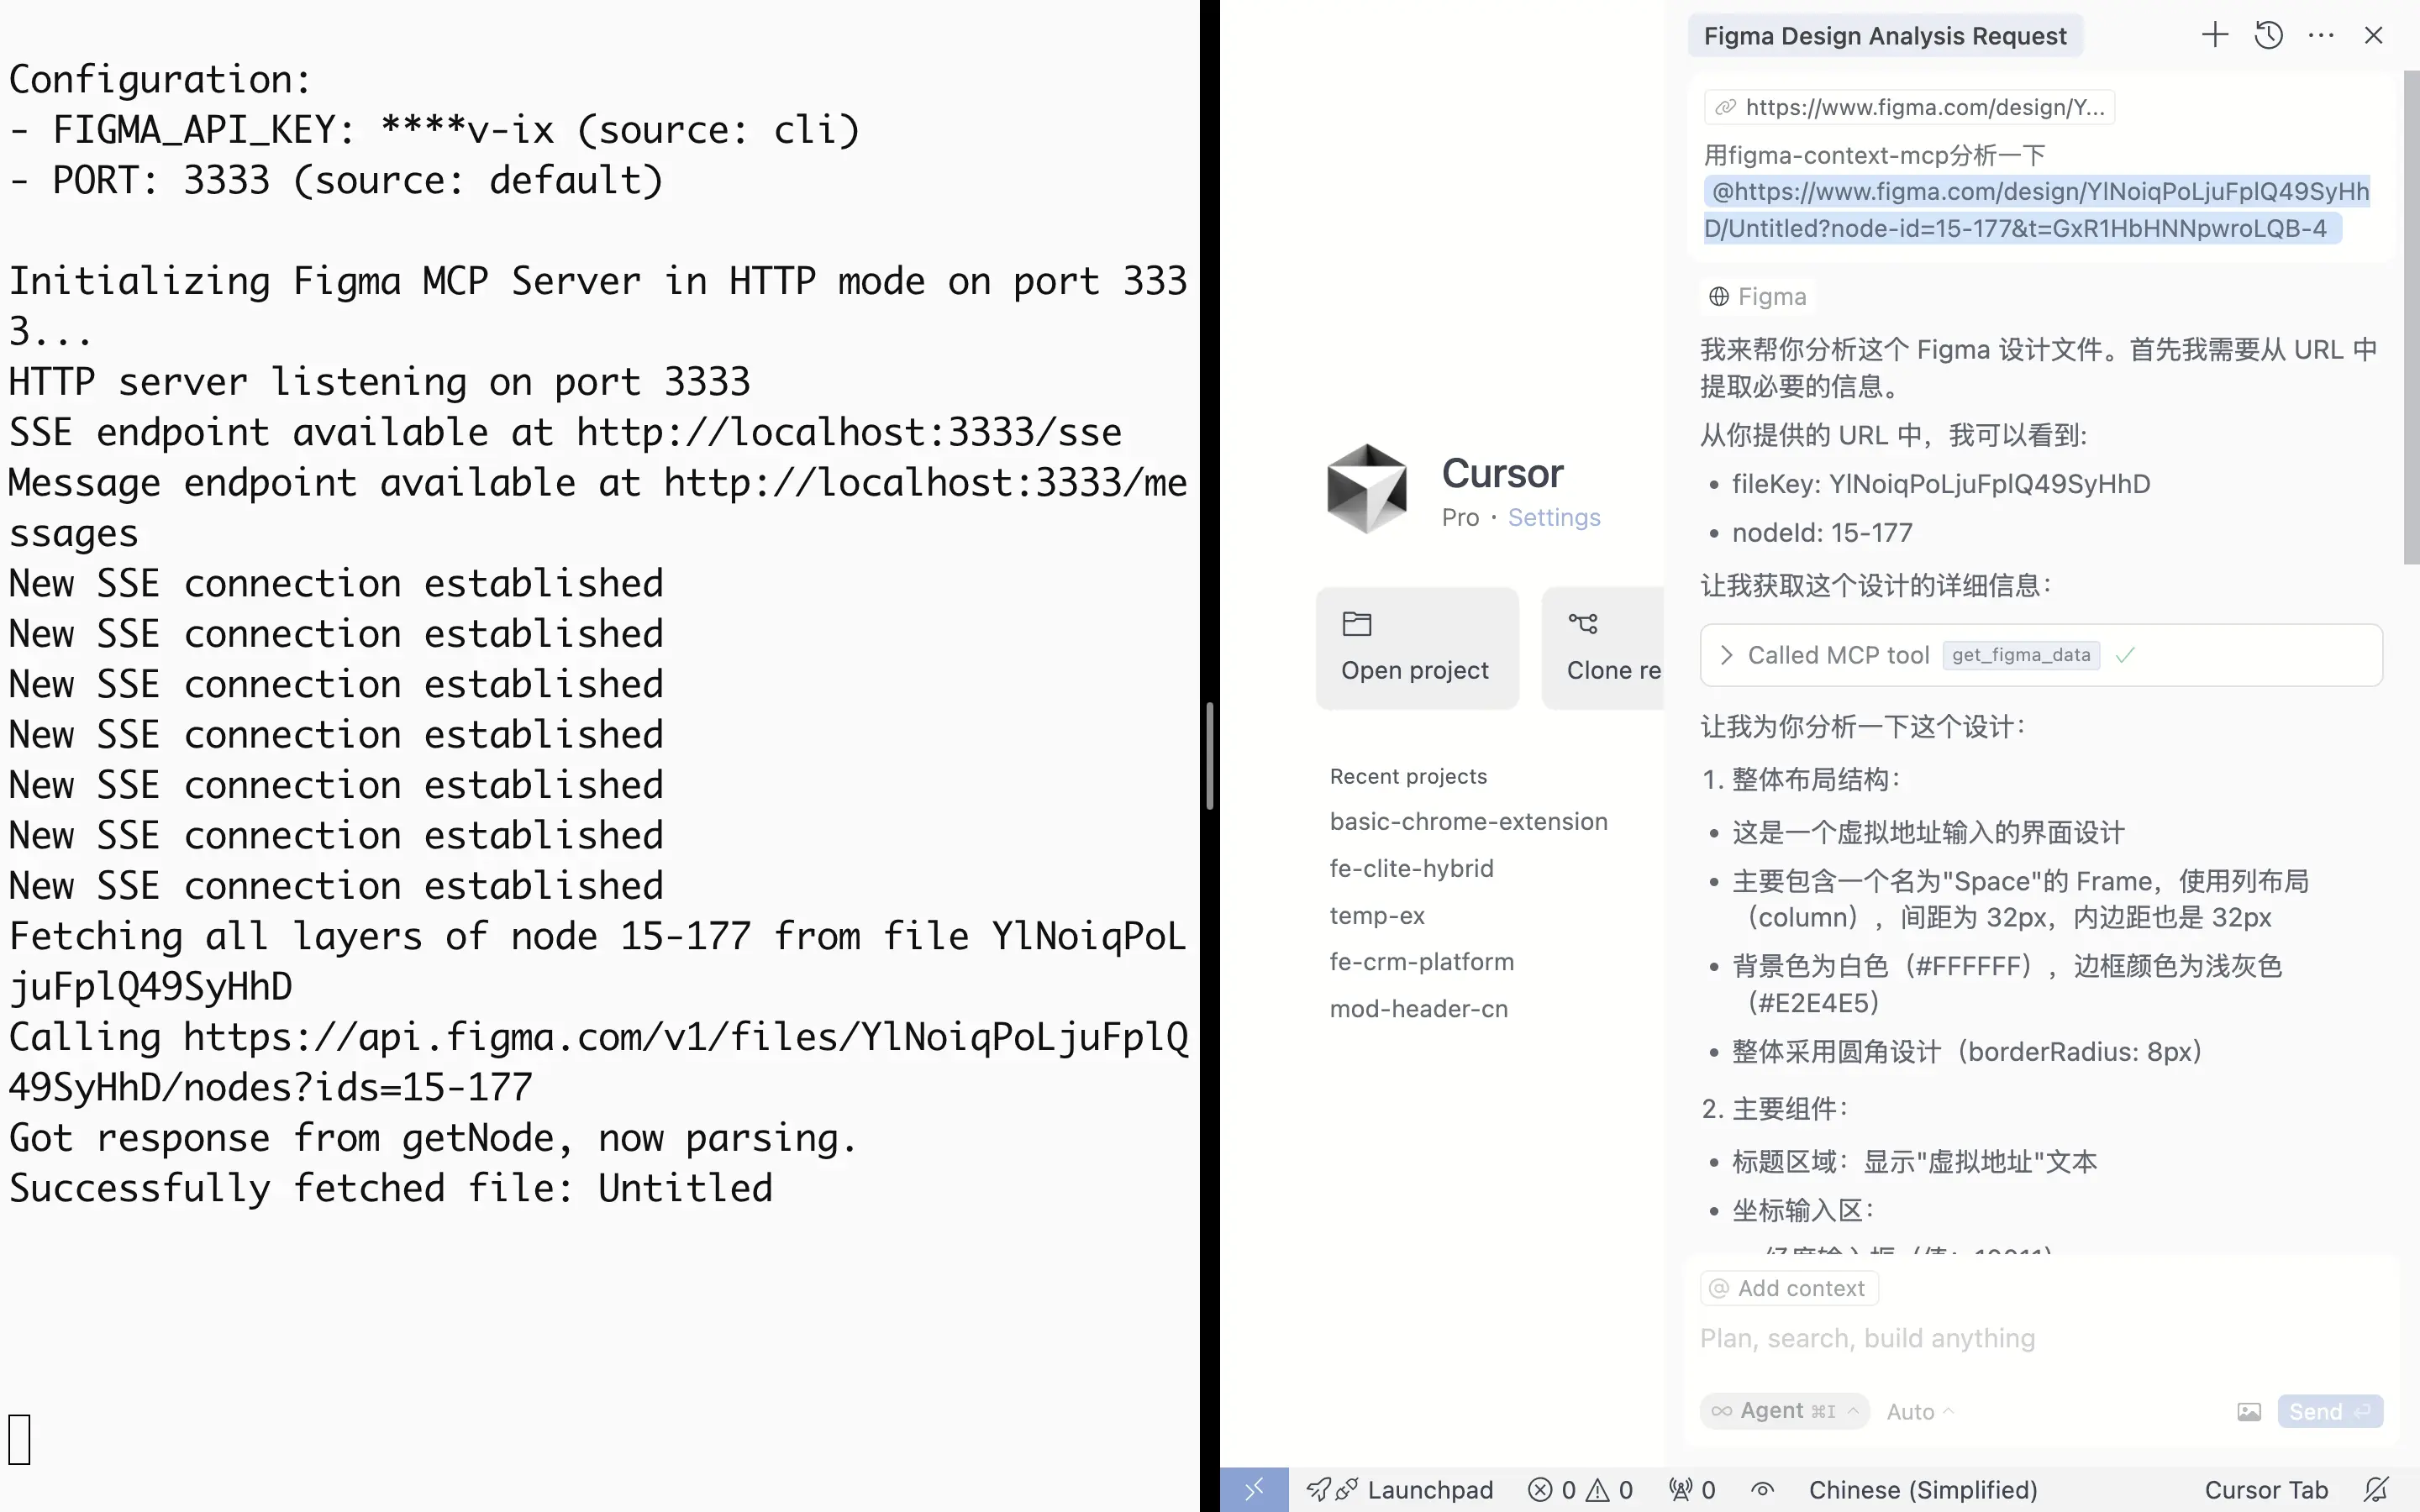 Configuration:
- FIGMA_API_KEY: ****v-ix (source: cli)
- PORT: 3333 (source: default)
Initializing Figma MCP Server in HTTP mode on port 333
3...
HTTP server listening on port 3333
SSE endpoint available at http://localhost:3333/sse
Message endpoint available at http://localhost:3333/me
ssages
New SSE connection established
New SSE connection established
New SSE connection established
New SSE connection established
New SSE connection established
New SSE connection established
New SSE connection established
Fetching all layers of node 15-177 from file YlNoiqPoL
juFplQ49SyHhD
Calling https://api.figma.com/v1/files/YlNoiqPoLjuFplQ
49SyHhD/nodes?ids=15-177
Got response from getNode, now parsing.
Successfully fetched file: Untitled
Cursor
Pro · Settings
Open project
Clone re
Recent projects
basic-chrome-extension
fe-clite-hybrid
temp-ex
fe-crm-platform
mod-header-cn
Figma Design Analysis Request
https://www.figma.com/design/Y...
用figma-context-mcp分析一下
@https://www.figma.com/design/YlNoiqPoLjuFplQ49SyHh
D/Untitled?node-id=15-177&t=GxR1HbHNNpwroLQB-4
Figma
我来帮你分析这个 Figma 设计文件。首先我需要从 URL 中
提取必要的信息。
从你提供的 URL 中，我可以看到:
• fileKey: YlNoiqPoLjuFplQ49SyHhD
• nodeId: 15-177
让我获取这个设计的详细信息：
Called MCP tool get_figma_data
让我为你分析一下这个设计：
1. 整体布局结构：
• 这是一个虚拟地址输入的界面设计
• 主要包含一个名为"Space"的 Frame，使用列布局
（column），间距为 32px，内边距也是 32px
• 背景色为白色（#FFFFFF），边框颜色为浅灰色
（#E2E4E5）
• 整体采用圆角设计（borderRadius: 8px）
2. 主要组件：
• 标题区域：显示"虚拟地址"文本
• 坐标输入区：
@ Add context
Plan, search, build anything
Agent ⌘I
Auto
Send
Launchpad
0
0
0
Chinese (Simplified)
Cursor Tab